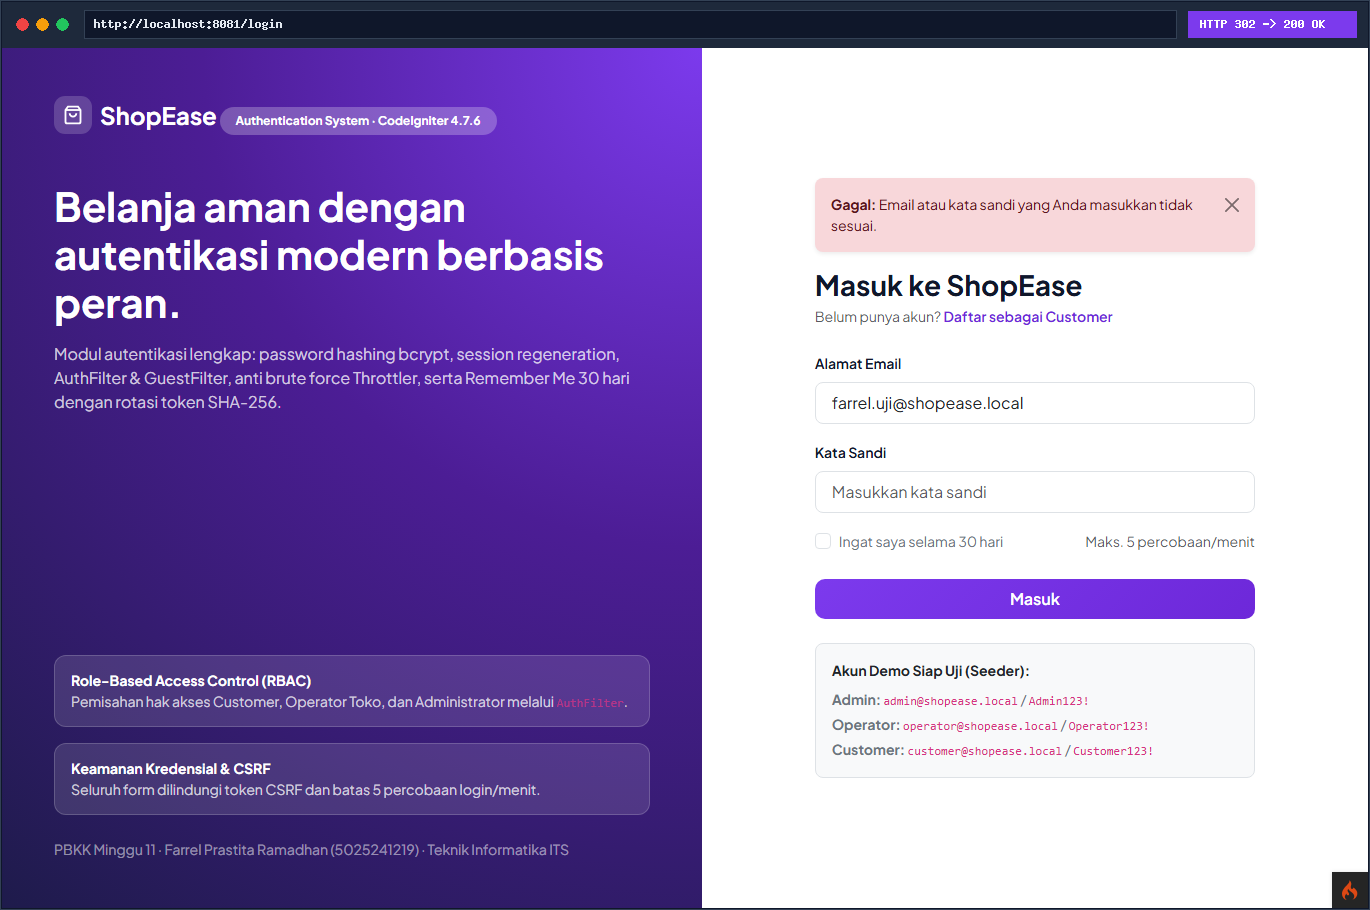 http://localhost:8081/login
HTTP 302 -> 200 OK
ShopEase
Authentication System · CodeIgniter 4.7.6
Belanja aman dengan
autentikasi modern berbasis
peran.
Modul autentikasi lengkap: password hashing bcrypt, session regeneration,
AuthFilter & GuestFilter, anti brute force Throttler, serta Remember Me 30 hari
dengan rotasi token SHA-256.
Role-Based Access Control (RBAC)
Pemisahan hak akses Customer, Operator Toko, dan Administrator melalui AuthFilter.
Keamanan Kredensial & CSRF
Seluruh form dilindungi token CSRF dan batas 5 percobaan login/menit.
PBKK Minggu 11 · Farrel Prastita Ramadhan (5025241219) · Teknik Informatika ITS
Gagal: Email atau kata sandi yang Anda masukkan tidak
sesuai.
Masuk ke ShopEase
Belum punya akun? Daftar sebagai Customer
Alamat Email
farrel.uji@shopease.local
Kata Sandi
Masukkan kata sandi
Ingat saya selama 30 hari
Maks. 5 percobaan/menit
Masuk
Akun Demo Siap Uji (Seeder):
Admin: admin@shopease.local / Admin123!
Operator: operator@shopease.local / Operator123!
Customer: customer@shopease.local / Customer123!